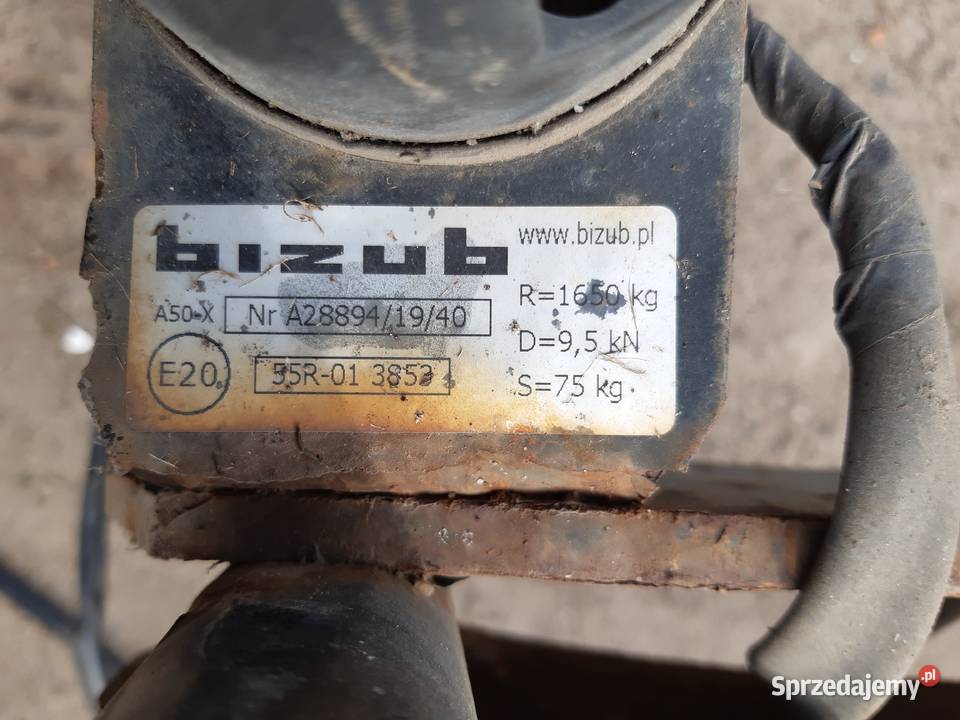 bizub
www.bizub.pl
A50-X Nr A28894/19/40
E20 55R-01 3853
R=1650 kg
D=9,5 kN
S=75 kg
Sprzedajemy.pl